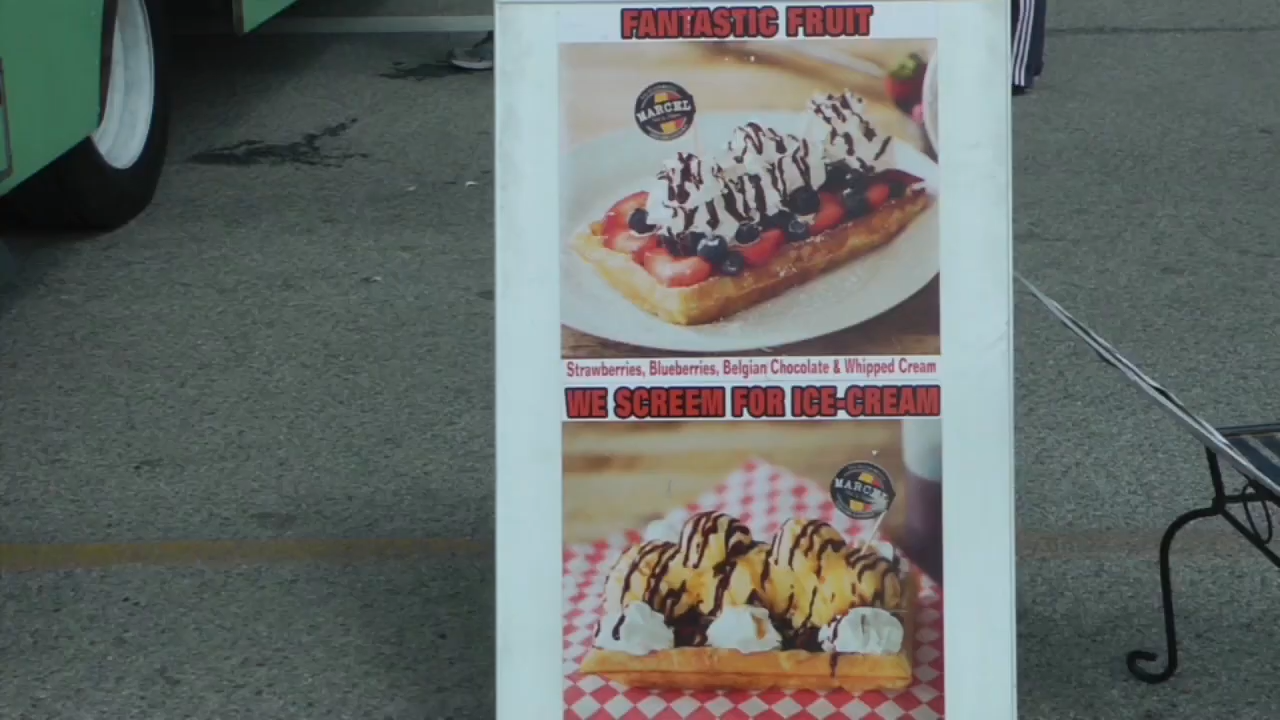 FANTASTIC FRUIT
MARCEL
Strawberries, Blueberries, Belgian Chocolate & Whipped Cream
WE SCREEM FOR ICE-CREAM
MARCEL